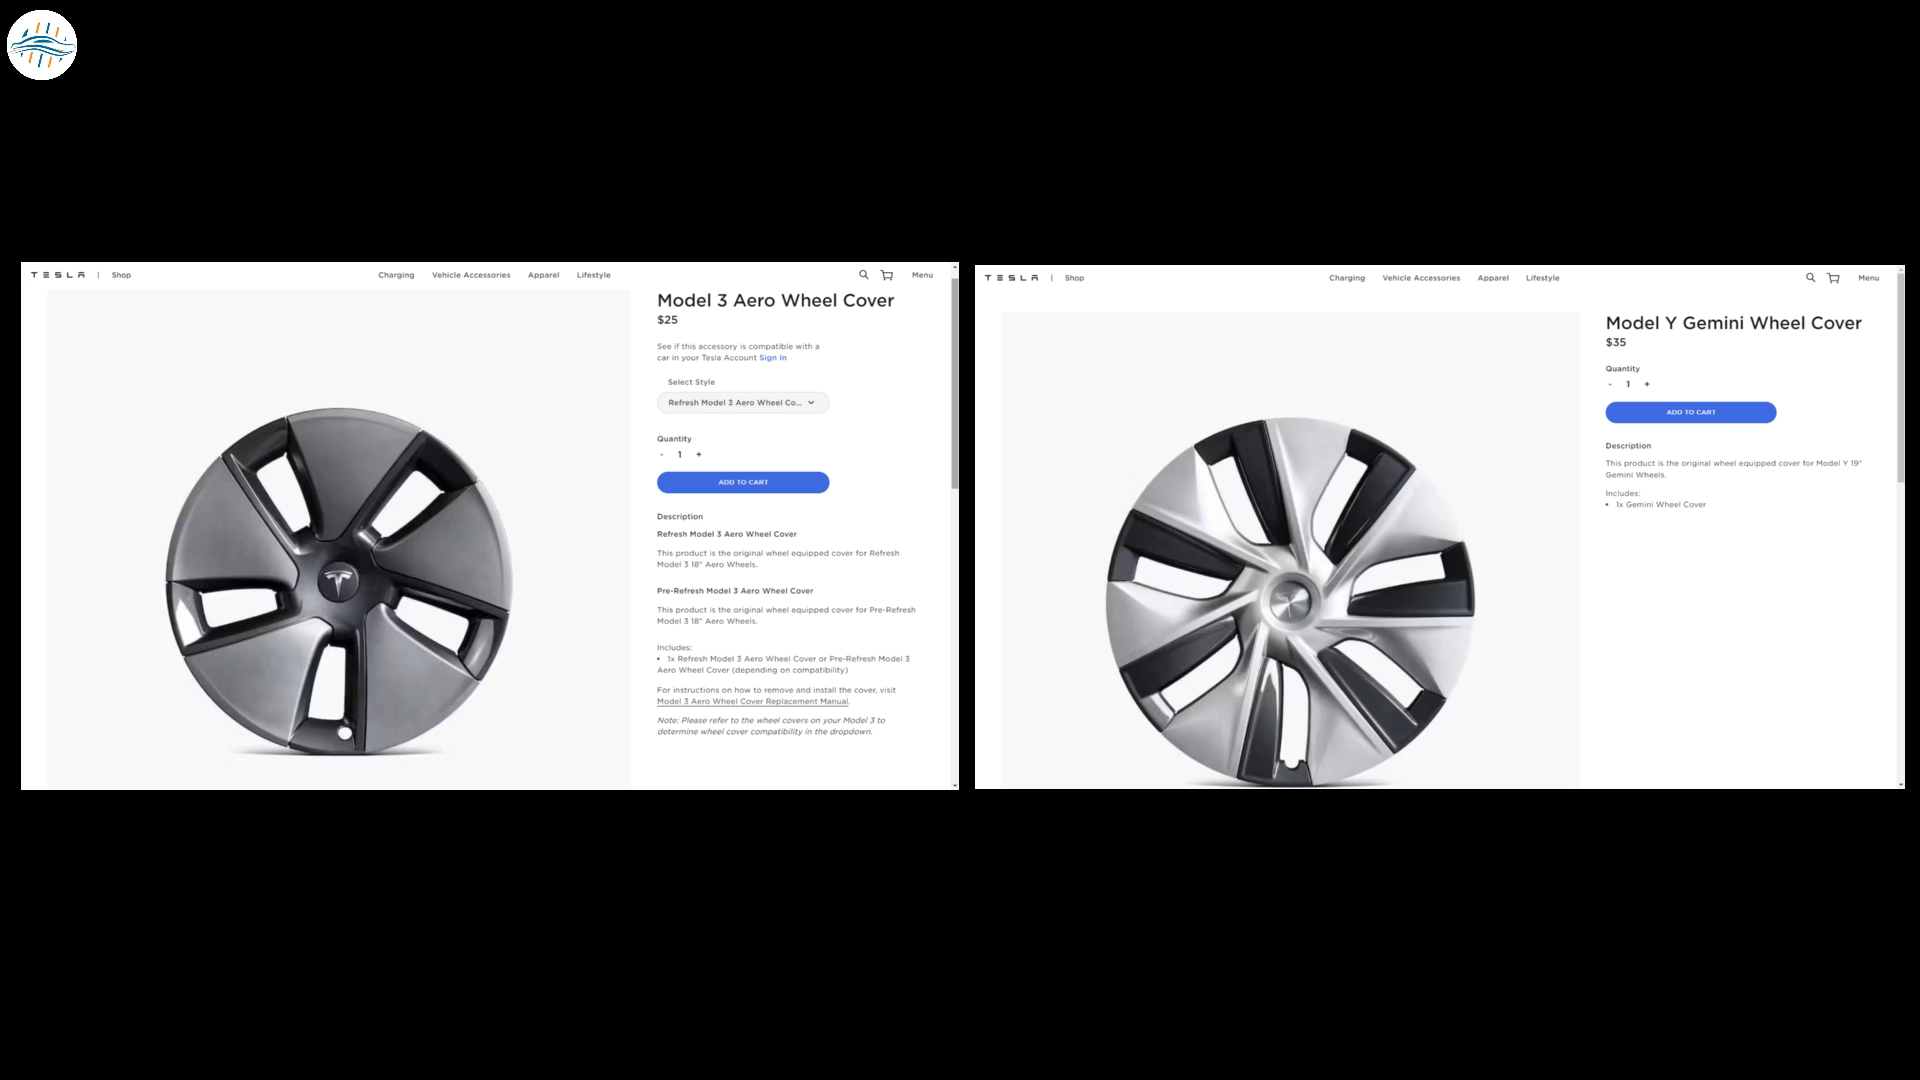 TESLA | Shop
Charging Vehicle Accessories Apparel Lifestyle
Menu
Model 3 Aero Wheel Cover
$25
See if this accessory is compatible with a
car in your Tesla Account Sign In
Select Style
Refresh Model 3 Aero Wheel Co...
Quantity
- 1 +
ADD TO CART
Description
Refresh Model 3 Aero Wheel Cover
This product is the original wheel equipped cover for Refresh
Model 3 18" Aero Wheels.
Pre-Refresh Model 3 Aero Wheel Cover
This product is the original wheel equipped cover for Pre-Refresh
Model 3 18" Aero Wheels.
Includes:
• 1x Refresh Model 3 Aero Wheel Cover or Pre-Refresh Model 3
Aero Wheel Cover (depending on compatibility)
For instructions on how to remove and install the cover, visit
Model 3 Aero Wheel Cover Replacement Manual.
Note: Please refer to the wheel covers on your Model 3 to
determine wheel cover compatibility in the dropdown.
TESLA | Shop
Charging Vehicle Accessories Apparel Lifestyle
Menu
Model Y Gemini Wheel Cover
$35
Quantity
- 1 +
ADD TO CART
Description
This product is the original wheel equipped cover for Model Y 19"
Gemini Wheels.
Includes:
• 1x Gemini Wheel Cover